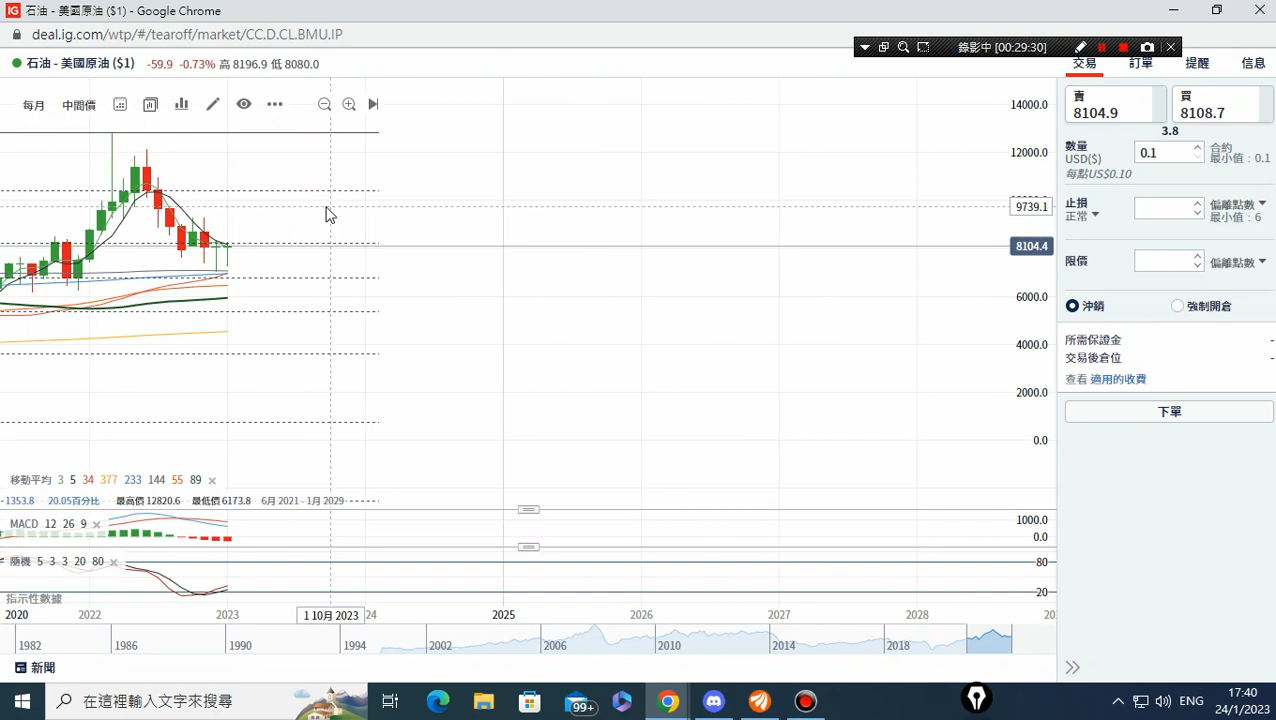 IG 石油 - 美國原油 ($1) - Google Chrome
deal.ig.com/wtp/#/tearoff/market/CC.D.CL.BMU.IP
錄影中 [00:29:30]
石油 - 美國原油 ($1) -59.9 -0.73% 高 8196.9 低 8080.0
交易 訂單 提醒 信息
每月 中間價
14000.0
12000.0
9739.1
8104.4
6000.0
4000.0
2000.0
0.0
賣 買
8104.9 8108.7
3.8
數量
USD($)
0.1
合約
最小值 : 0.1
每點US$0.10
止損
正常
偏離點數
最小值 : 6
限價 偏離點數
沖銷 強制開倉
所需保證金 -
交易後倉位 -
查看 適用的收費
下單
移動平均 3 5 34 377 233 144 55 89
-1353.8 20.05百分比 最高價 12820.6 最低價 6173.8 6月 2021 - 1月 2029
MACD 12 26 9
1000.0
0.0
隨機 5 3 3 20 80
80
20
指示性數據
2020 2022 2023 1 10月 2023 24 2025 2026 2027 2028
1982 1986 1990 1994 2002 2006 2010 2014 2018
新聞
在這裡輸入文字來搜尋
99+
ENG
17:40
24/1/2023